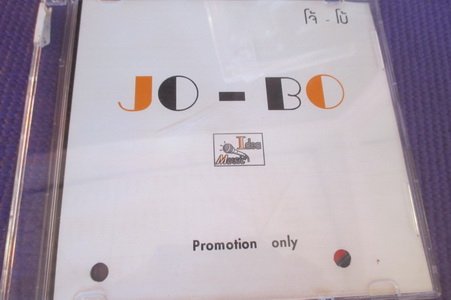 โจ้ - โบ้
JO - BO
Idea
Music
Promotion only